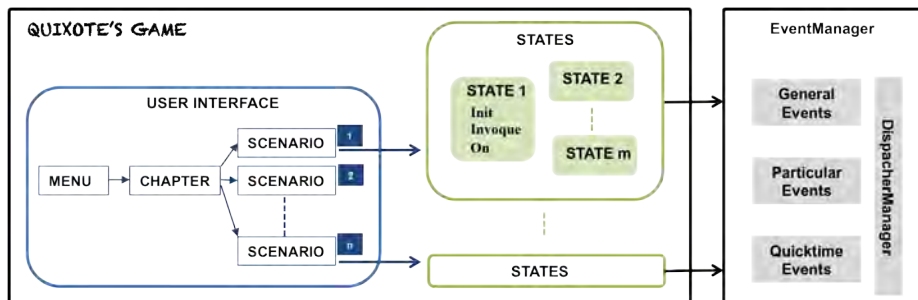 QUIXOTE'S GAME
USER INTERFACE
MENU
CHAPTER
SCENARIO
1
SCENARIO
2
SCENARIO
n
STATES
STATE 1
Init
Invoque
On
STATE 2
STATE m
STATES
EventManager
General
Events
Particular
Events
Quicktime
Events
DispacherManager